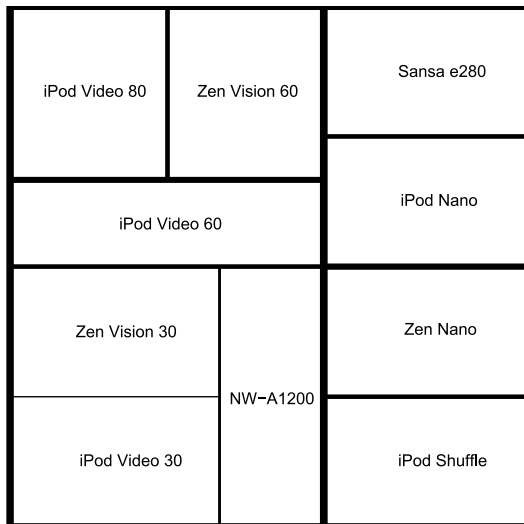 iPod Video 80
Zen Vision 60
Sansa e280
iPod Nano
iPod Video 60
Zen Vision 30
Zen Nano
NW−A1200
iPod Video 30
iPod Shuffle